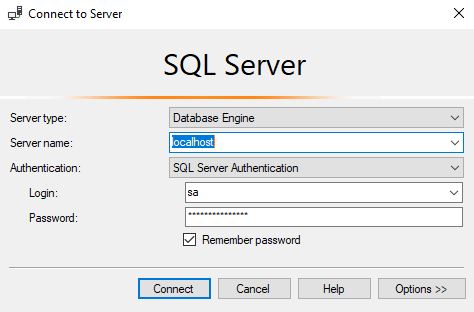 Connect to Server
SQL Server
Server type: Database Engine
Server name: localhost
Authentication: SQL Server Authentication
Login: sa
Password: ***************
Remember password
Connect Cancel Help Options >>